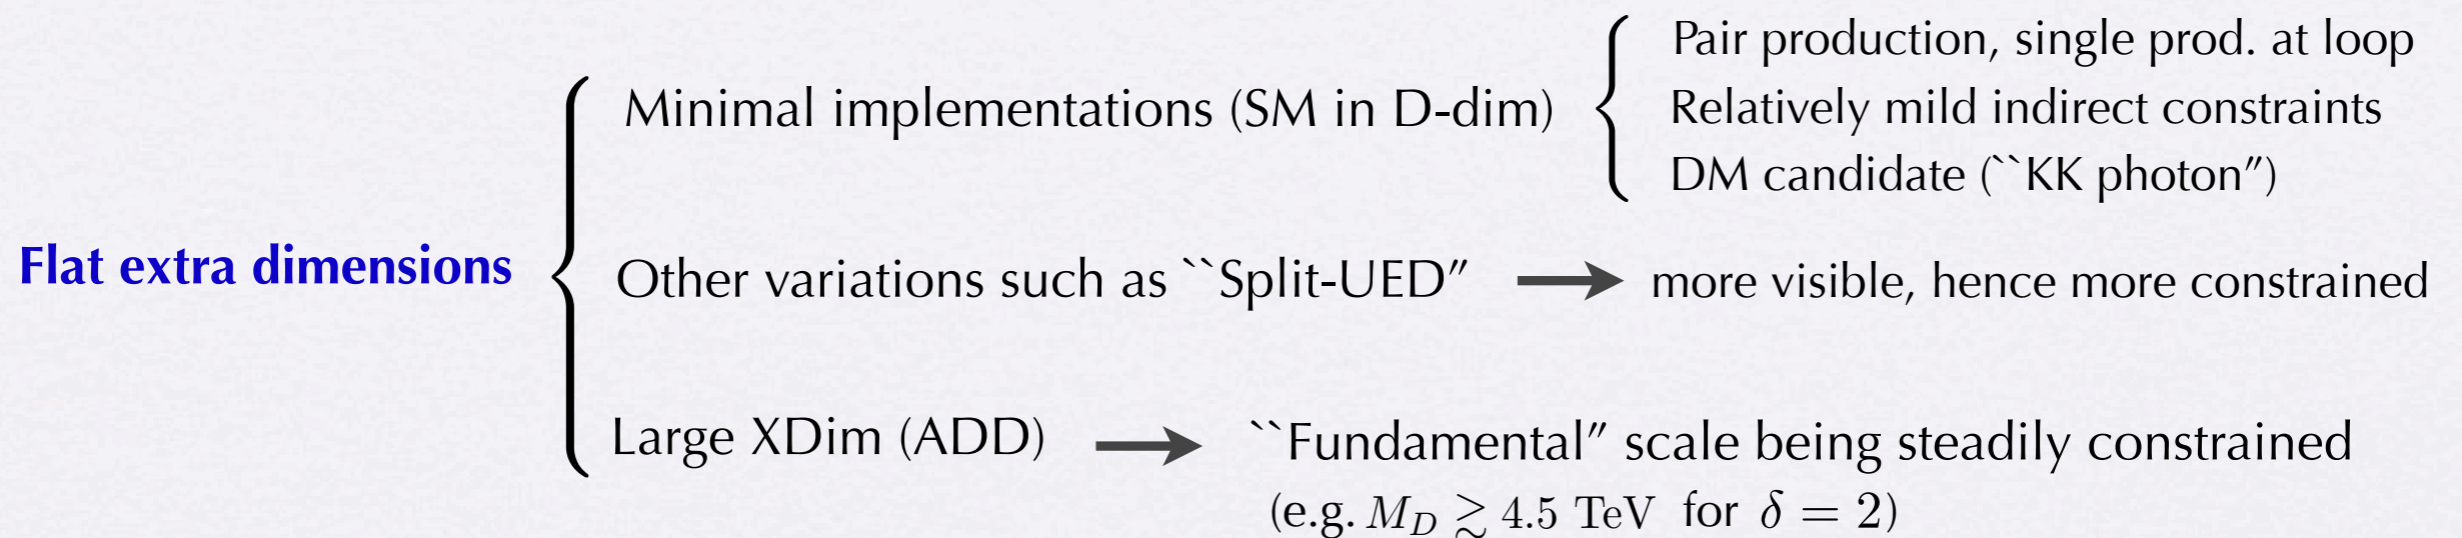 Flat extra dimensions
Minimal implementations (SM in D-dim)
Pair production, single prod. at loop
Relatively mild indirect constraints
DM candidate (``KK photon″)
Other variations such as ``Split-UED″ → more visible, hence more constrained
Large XDim (ADD) → ``Fundamental″ scale being steadily constrained
(e.g. M_D ≳ 4.5 TeV for δ = 2)